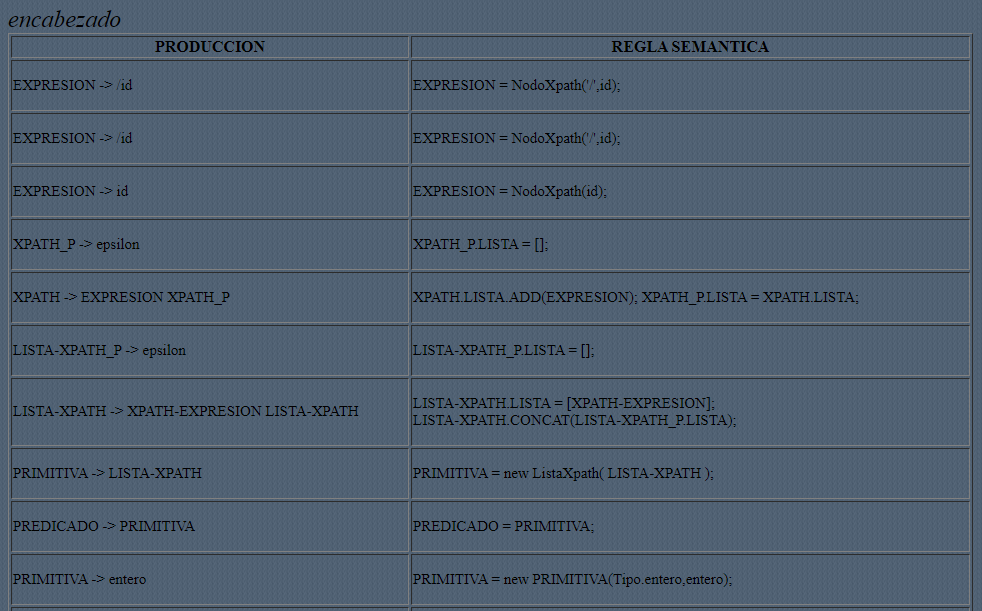 encabezado
PRODUCCION REGLA SEMANTICA
EXPRESION -> /id EXPRESION = NodoXpath('/',id);
EXPRESION -> /id EXPRESION = NodoXpath('/',id);
EXPRESION -> id EXPRESION = NodoXpath(id);
XPATH_P -> epsilon XPATH_P.LISTA = [];
XPATH -> EXPRESION XPATH_P XPATH.LISTA.ADD(EXPRESION); XPATH_P.LISTA = XPATH.LISTA;
LISTA-XPATH_P -> epsilon LISTA-XPATH_P.LISTA = [];
LISTA-XPATH -> XPATH-EXPRESION LISTA-XPATH LISTA-XPATH.LISTA = [XPATH-EXPRESION];
LISTA-XPATH.CONCAT(LISTA-XPATH_P.LISTA);
PRIMITIVA -> LISTA-XPATH PRIMITIVA = new ListaXpath( LISTA-XPATH );
PREDICADO -> PRIMITIVA PREDICADO = PRIMITIVA;
PRIMITIVA -> entero PRIMITIVA = new PRIMITIVA(Tipo.entero,entero);